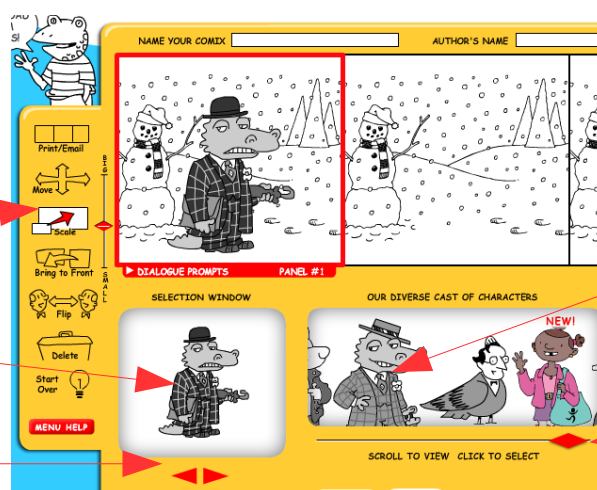 S!
NAME YOUR COMIX
AUTHOR'S NAME
Print/Email
Move
BIG
Scale
Bring to Front
SMALL
Flip
Delete
Start
Over
MENU HELP
DIALOGUE PROMPTS PANEL #1
SELECTION WINDOW
OUR DIVERSE CAST OF CHARACTERS
NEW!
SCROLL TO VIEW CLICK TO SELECT